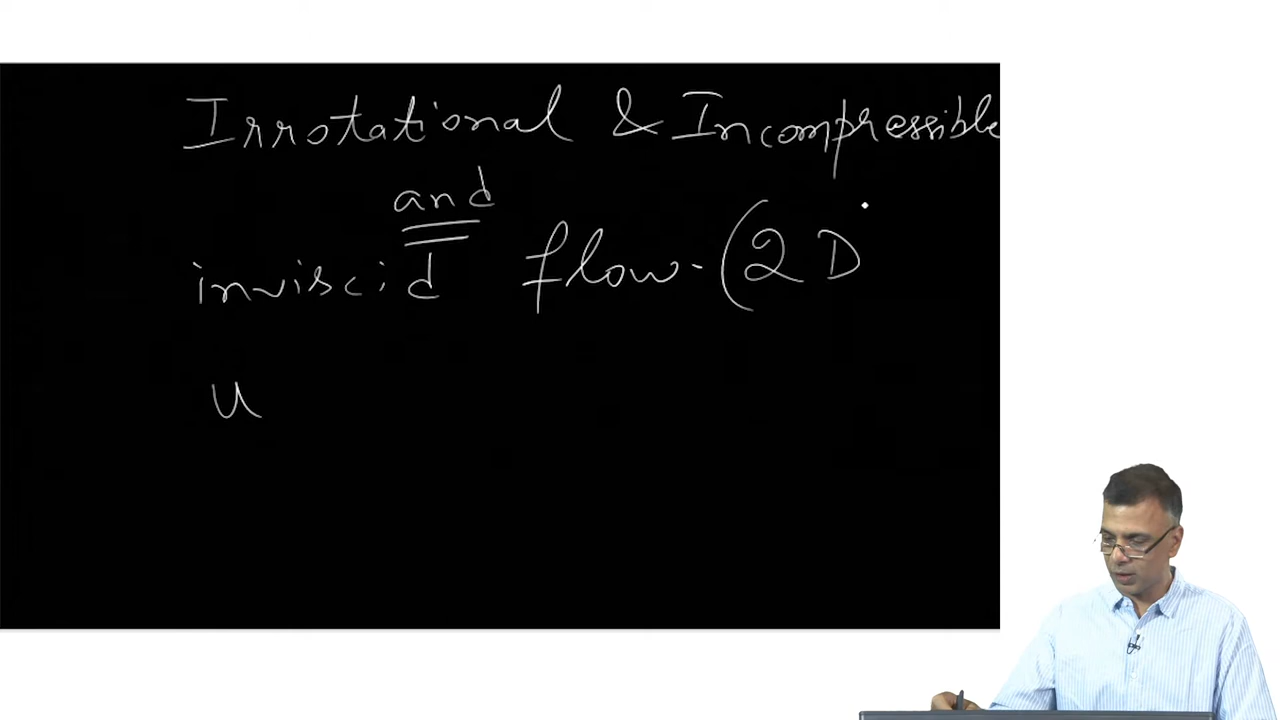 Irrotational & Incompressible
and
inviscid flow. (2D
u